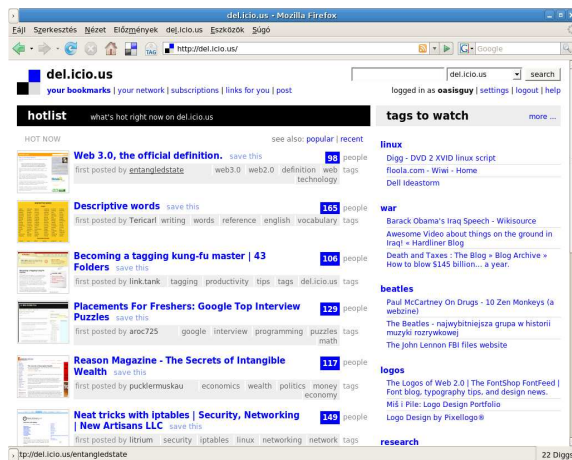 del.icio.us - Mozilla Firefox
Fájl Szerkesztés Nézet Előzmények del.icio.us Könyvjelzők Eszközök Súgó
http://del.icio.us/
TAG
Google
del.icio.us
your bookmarks | your network | subscriptions | links for you | post
del.icio.us search
logged in as oasisguy | settings | logout | help
hotlist what's hot right now on del.icio.us
HOT NOW see also: popular | recent
Web 3.0, the official definition. save this 98 people
first posted by entangledstate web3.0 web2.0 definition web tags
technology
Descriptive words save this 165 people
first posted by Tericarl writing words reference english vocabulary tags
Becoming a tagging kung-fu master | 43 106 people
Folders save this
first posted by link.tank tagging productivity tips tags del.icio.us tags
Placements For Freshers: Google Top Interview 129 people
Puzzles save this
first posted by aroc725 google interview programming puzzles tags
math
Reason Magazine - The Secrets of Intangible 117 people
Wealth save this
first posted by pucklermuskau economics wealth politics money tags
economy
Neat tricks with iptables | Security, Networking 149 people
| New Artisans LLC save this
first posted by litrium security iptables linux networking network tags
tags to watch more ...
linux
Digg - DVD 2 XVID linux script
floola.com - Wiwi - Home
Dell Ideastorm
war
Barack Obama's Iraq Speech - Wikisource
Awesome Video about things on the ground in
Iraq! « Hardliner Blog
Death and Taxes : The Blog » Blog Archive »
How to blow $145 billion... a year.
beatles
Paul McCartney On Drugs - 10 Zen Monkeys (a
webzine)
The Beatles - najwybitniejsza grupa w historii
muzyki rozrywkowej
The John Lennon FBI files website
logos
The Logos of Web 2.0 | The FontShop FontFeed |
Font blog, typography tips, and design news.
Miš i Pile: Logo Design Portfolio
Logo Design by Pixellogo®
research
ttp://del.icio.us/entangledstate
22 Diggs